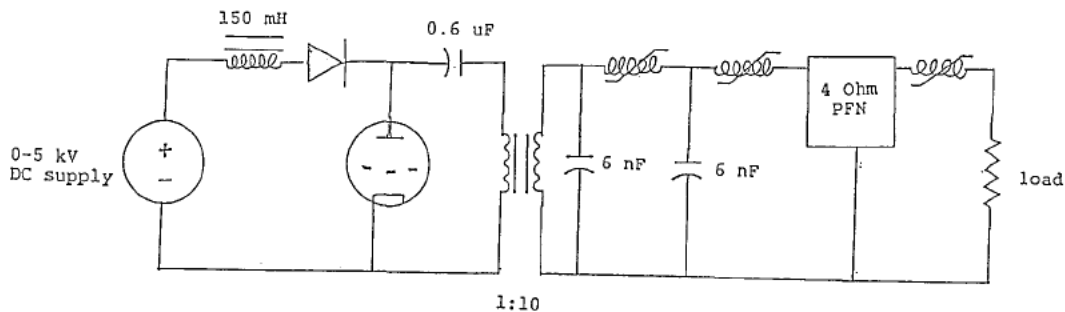 150 mH
0.6 uF
4 Ohm
PFN
+
-
0-5 kV
DC supply
6 nF
6 nF
load
1:10